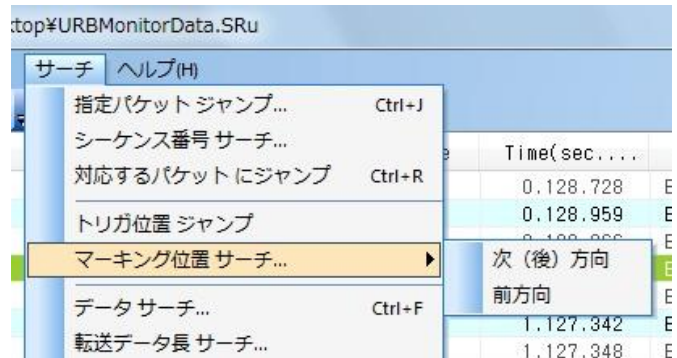 top¥URBMonitorData.SRu
サーチ ヘルプ(H)
指定パケット ジャンプ... Ctrl+J
シーケンス番号 サーチ...
対応するパケット にジャンプ Ctrl+R
トリガ位置 ジャンプ
マーキング位置 サーチ...
データ サーチ... Ctrl+F
転送データ長 サーチ...
次（後）方向
前方向
Time(sec....
0.128.728
0.128.959
1.127.342
1.127.348